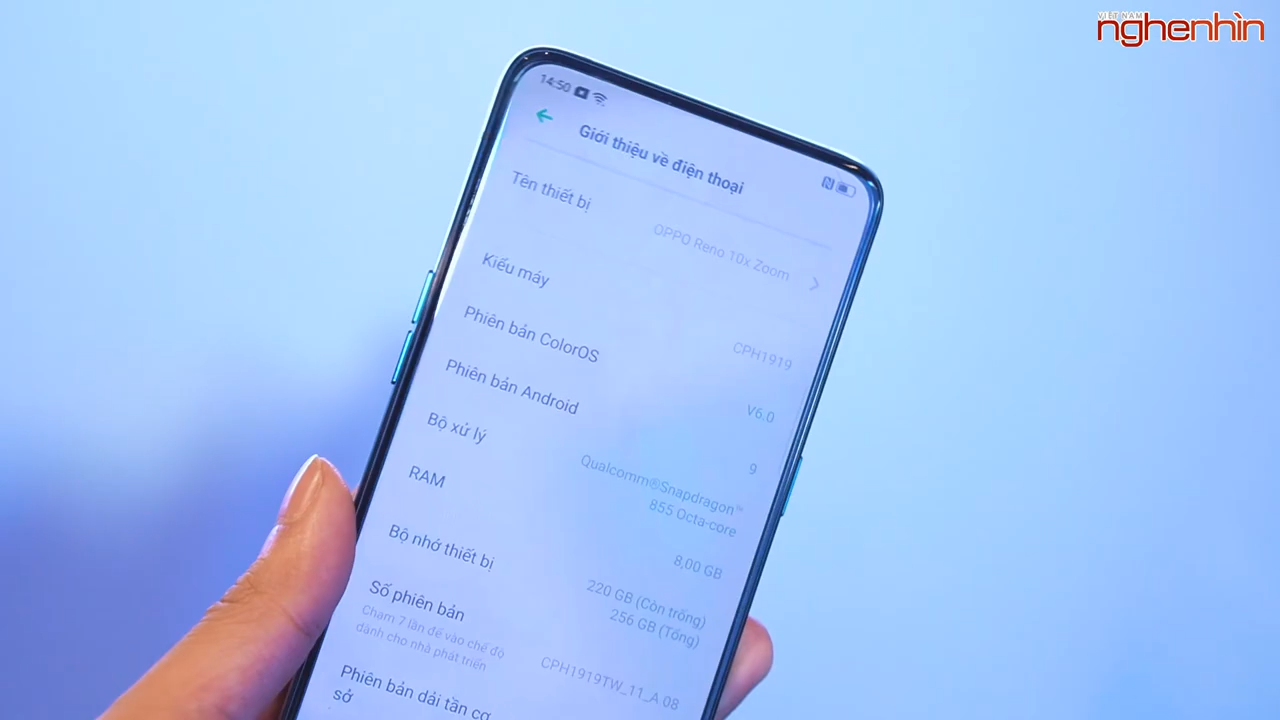 VIỆT NAM
nghenhìn
14:50
Giới thiệu về điện thoại
Tên thiết bị
OPPO Reno 10x Zoom
Kiểu máy
CPH1919
Phiên bản ColorOS
V6.0
Phiên bản Android
9
Bộ xử lý
Qualcomm®Snapdragon™
855 Octa-core
RAM
8,00 GB
Bộ nhớ thiết bị
220 GB (Còn trống)
256 GB (Tổng)
Số phiên bản
Chạm 7 lần để vào chế độ
dành cho nhà phát triển
CPH1919TW_11_A 08
Phiên bản dải tần cơ
sở